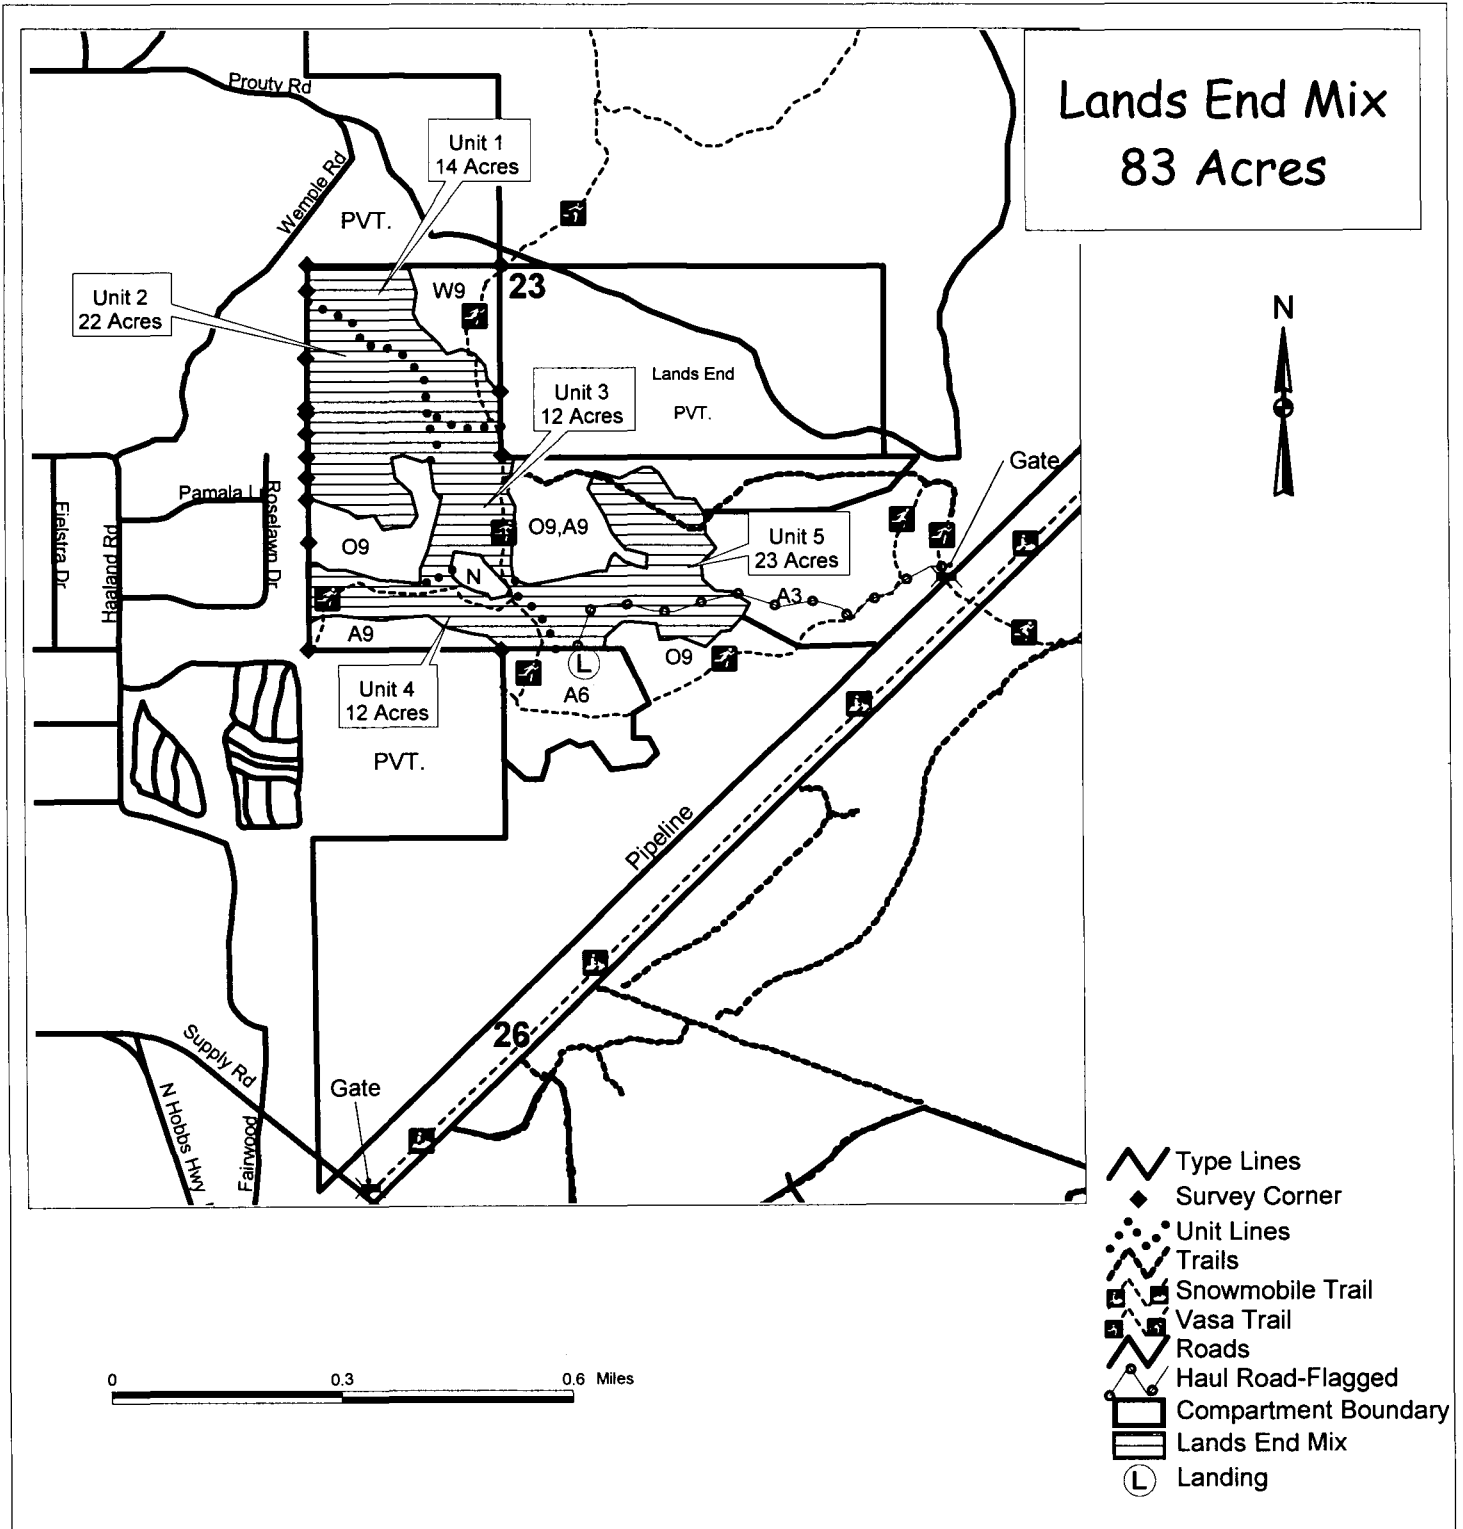 Lands End Mix
83 Acres
Prouty Rd
Wemple Rd
Unit 1
14 Acres
PVT.
Unit 2
22 Acres
W9
23
N
Unit 3
12 Acres
Lands End
PVT.
Gate
Pamala L
Roselawn Dr
Fielstra Dr
Haaland Rd
O9
O9,A9
Unit 5
23 Acres
N
A3
A9
L
O9
A6
Unit 4
12 Acres
PVT.
Pipeline
26
Supply Rd
Gate
N Hobbs Hwy
Fairwood
Type Lines
Survey Corner
Unit Lines
Trails
Snowmobile Trail
Vasa Trail
Roads
Haul Road-Flagged
Compartment Boundary
Lands End Mix
L Landing
0 0.3 0.6 Miles